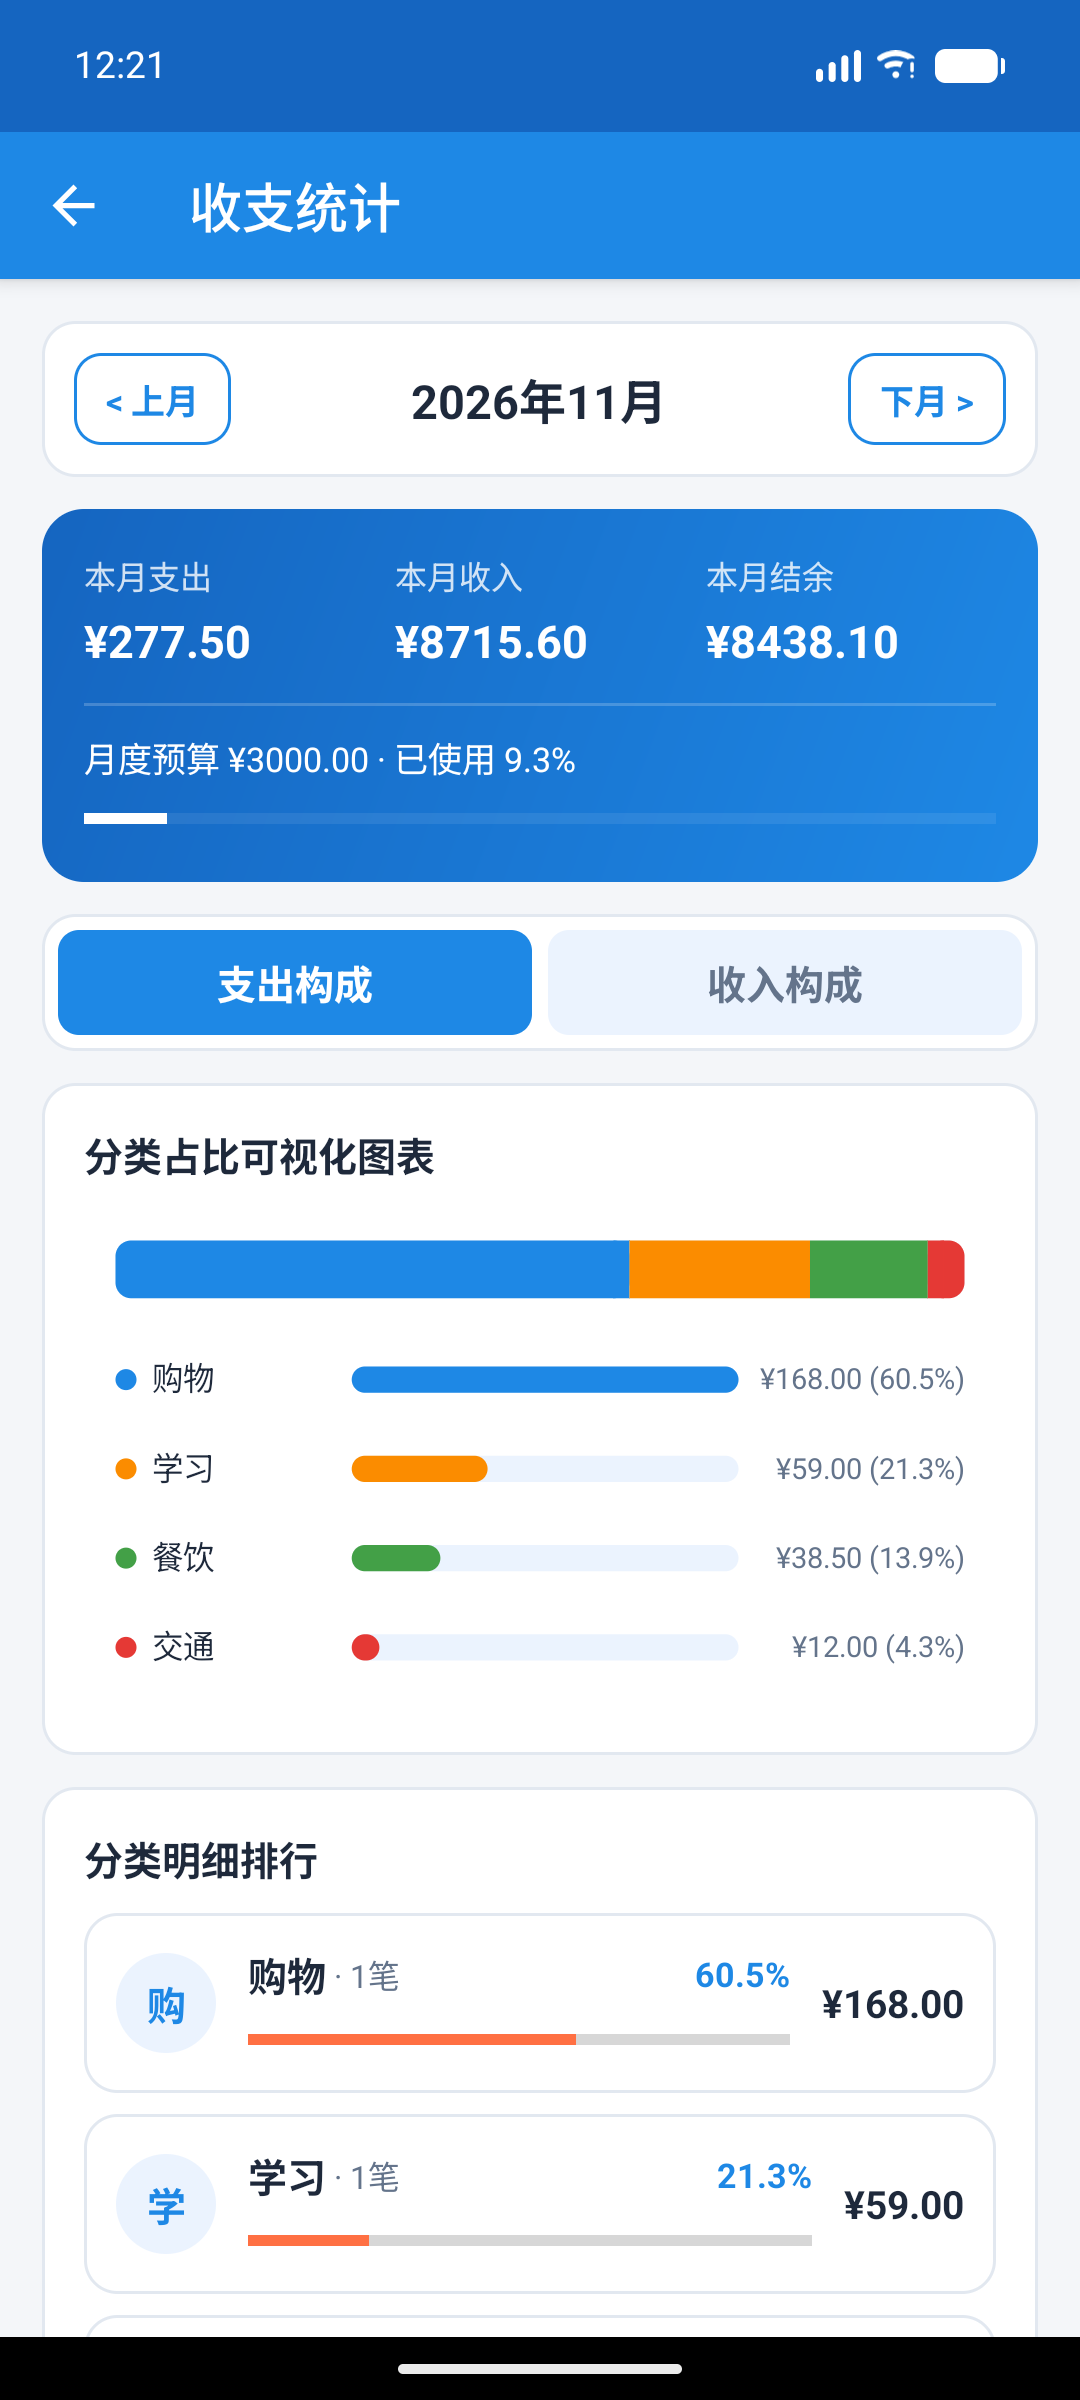 12:21
收支统计
< 上月
2026年11月
下月 >
本月支出
本月收入
本月结余
¥277.50
¥8715.60
¥8438.10
月度预算 ¥3000.00 · 已使用 9.3%
支出构成
收入构成
分类占比可视化图表
购物
¥168.00 (60.5%)
学习
¥59.00 (21.3%)
餐饮
¥38.50 (13.9%)
交通
¥12.00 (4.3%)
分类明细排行
购
购物 · 1笔
60.5%
¥168.00
学
学习 · 1笔
21.3%
¥59.00